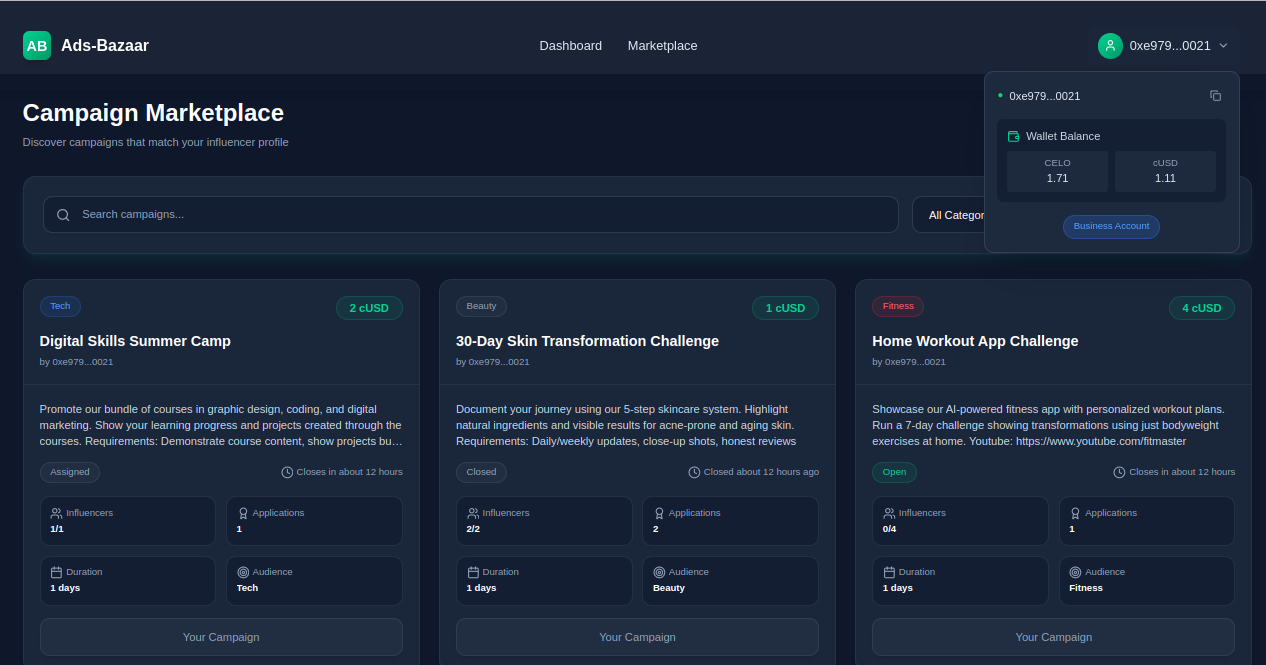 AB Ads-Bazaar
Dashboard
Marketplace
0xe979...0021
0xe979...0021
Wallet Balance
CELO
1.71
cUSD
1.11
Business Account
Campaign Marketplace
Discover campaigns that match your influencer profile
Search campaigns...
All Categor
Tech
2 cUSD
Digital Skills Summer Camp
by 0xe979...0021
Promote our bundle of courses in graphic design, coding, and digital
marketing. Show your learning progress and projects created through the
courses. Requirements: Demonstrate course content, show projects bu...
Assigned
Closes in about 12 hours
Influencers
1/1
Applications
1
Duration
1 days
Audience
Tech
Your Campaign
Beauty
1 cUSD
30-Day Skin Transformation Challenge
by 0xe979...0021
Document your journey using our 5-step skincare system. Highlight
natural ingredients and visible results for acne-prone and aging skin.
Requirements: Daily/weekly updates, close-up shots, honest reviews
Closed
Closed about 12 hours ago
Influencers
2/2
Applications
2
Duration
1 days
Audience
Beauty
Your Campaign
Fitness
4 cUSD
Home Workout App Challenge
by 0xe979...0021
Showcase our AI-powered fitness app with personalized workout plans.
Run a 7-day challenge showing transformations using just bodyweight
exercises at home. Youtube: https://www.youtube.com/fitmaster
Open
Closes in about 12 hours
Influencers
0/4
Applications
1
Duration
1 days
Audience
Fitness
Your Campaign